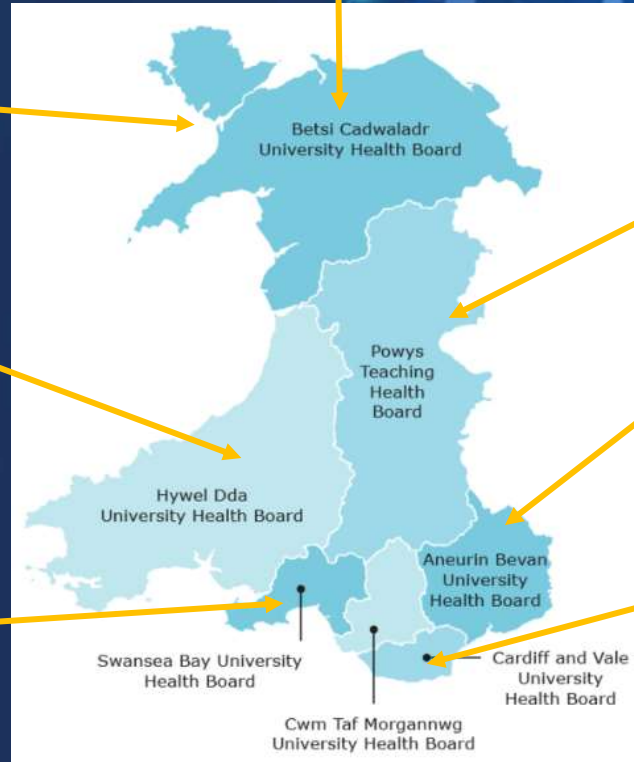 Betsi Cadwaladr
University Health Board
Powys
Teaching
Health
Board
Hywel Dda
University Health Board
Aneurin Bevan
University
Health Board
Swansea Bay University
Health Board
Cardiff and Vale
University
Health Board
Cwm Taf Morgannwg
University Health Board